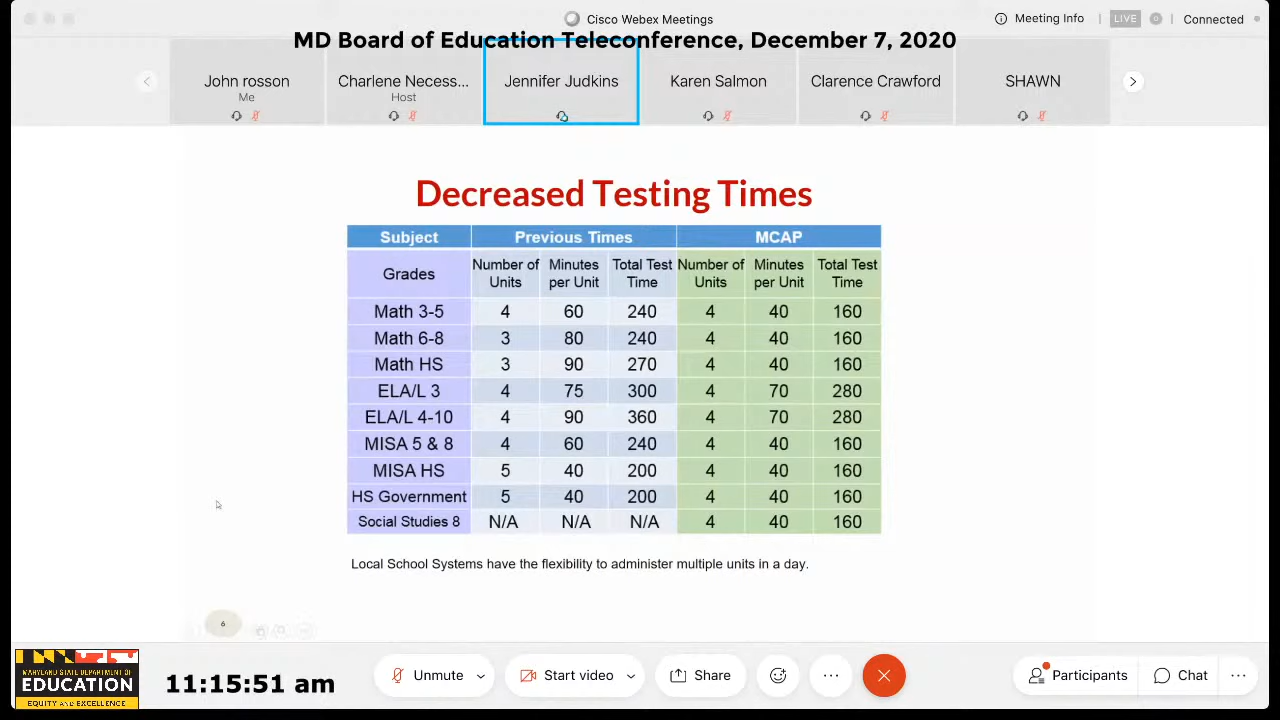 Cisco Webex Meetings
Meeting Info
LIVE
Connected
MD Board of Education Teleconference, December 7, 2020
John rosson
Me
Charlene Necess...
Host
Jennifer Judkins
Karen Salmon
Clarence Crawford
SHAWN
Decreased Testing Times
Subject Previous Times MCAP
Grades Number of Units Minutes per Unit Total Test Time Number of Units Minutes per Unit Total Test Time
Math 3-5 4 60 240 4 40 160
Math 6-8 3 80 240 4 40 160
Math HS 3 90 270 4 40 160
ELA/L 3 4 75 300 4 70 280
ELA/L 4-10 4 90 360 4 70 280
MISA 5 & 8 4 60 240 4 40 160
MISA HS 5 40 200 4 40 160
HS Government 5 40 200 4 40 160
Social Studies 8 N/A N/A N/A 4 40 160
Local School Systems have the flexibility to administer multiple units in a day.
6
MARYLAND STATE DEPARTMENT OF
EDUCATION
EQUITY AND EXCELLENCE
11:15:51 am
Unmute
Start video
Share
Participants
Chat